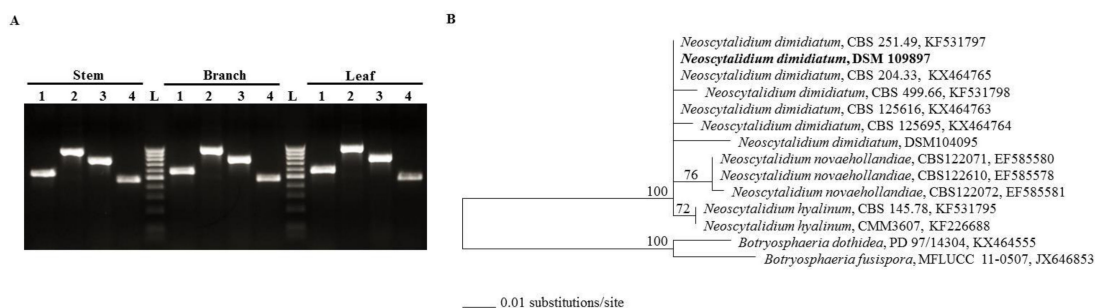 A
Stem Branch Leaf
1 2 3 4 L 1 2 3 4 L 1 2 3 4
B
Neoscytalidium dimidiatum, CBS 251.49, KF531797
Neoscytalidium dimidiatum, DSM 109897
Neoscytalidium dimidiatum, CBS 204.33, KX464765
Neoscytalidium dimidiatum, CBS 499.66, KF531798
Neoscytalidium dimidiatum, CBS 125616, KX464763
Neoscytalidium dimidiatum, CBS 125695, KX464764
Neoscytalidium dimidiatum, DSM104095
Neoscytalidium novaehollandiae, CBS122071, EF585580
76 Neoscytalidium novaehollandiae, CBS122610, EF585578
Neoscytalidium novaehollandiae, CBS122072, EF585581
100
72 Neoscytalidium hyalinum, CBS 145.78, KF531795
Neoscytalidium hyalinum, CMM3607, KF226688
100 Botryosphaeria dothidea, PD 97/14304, KX464555
Botryosphaeria fusispora, MFLUCC 11-0507, JX646853
0.01 substitutions/site